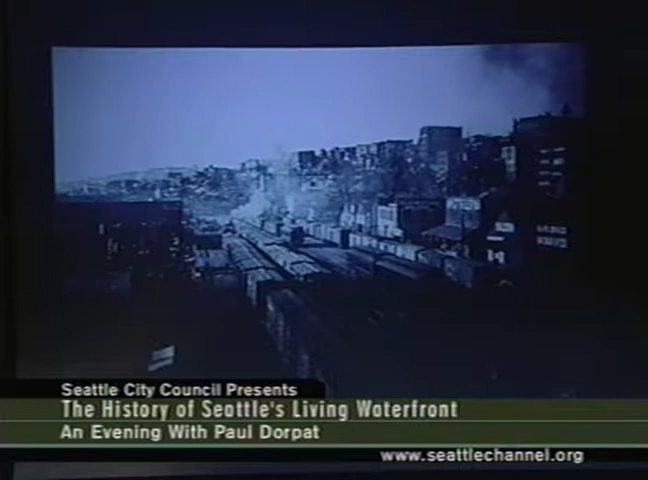 Seattle City Council Presents
The History of Seattle's Living Waterfront
An Evening With Paul Dorpat
www.seattlechannel.org